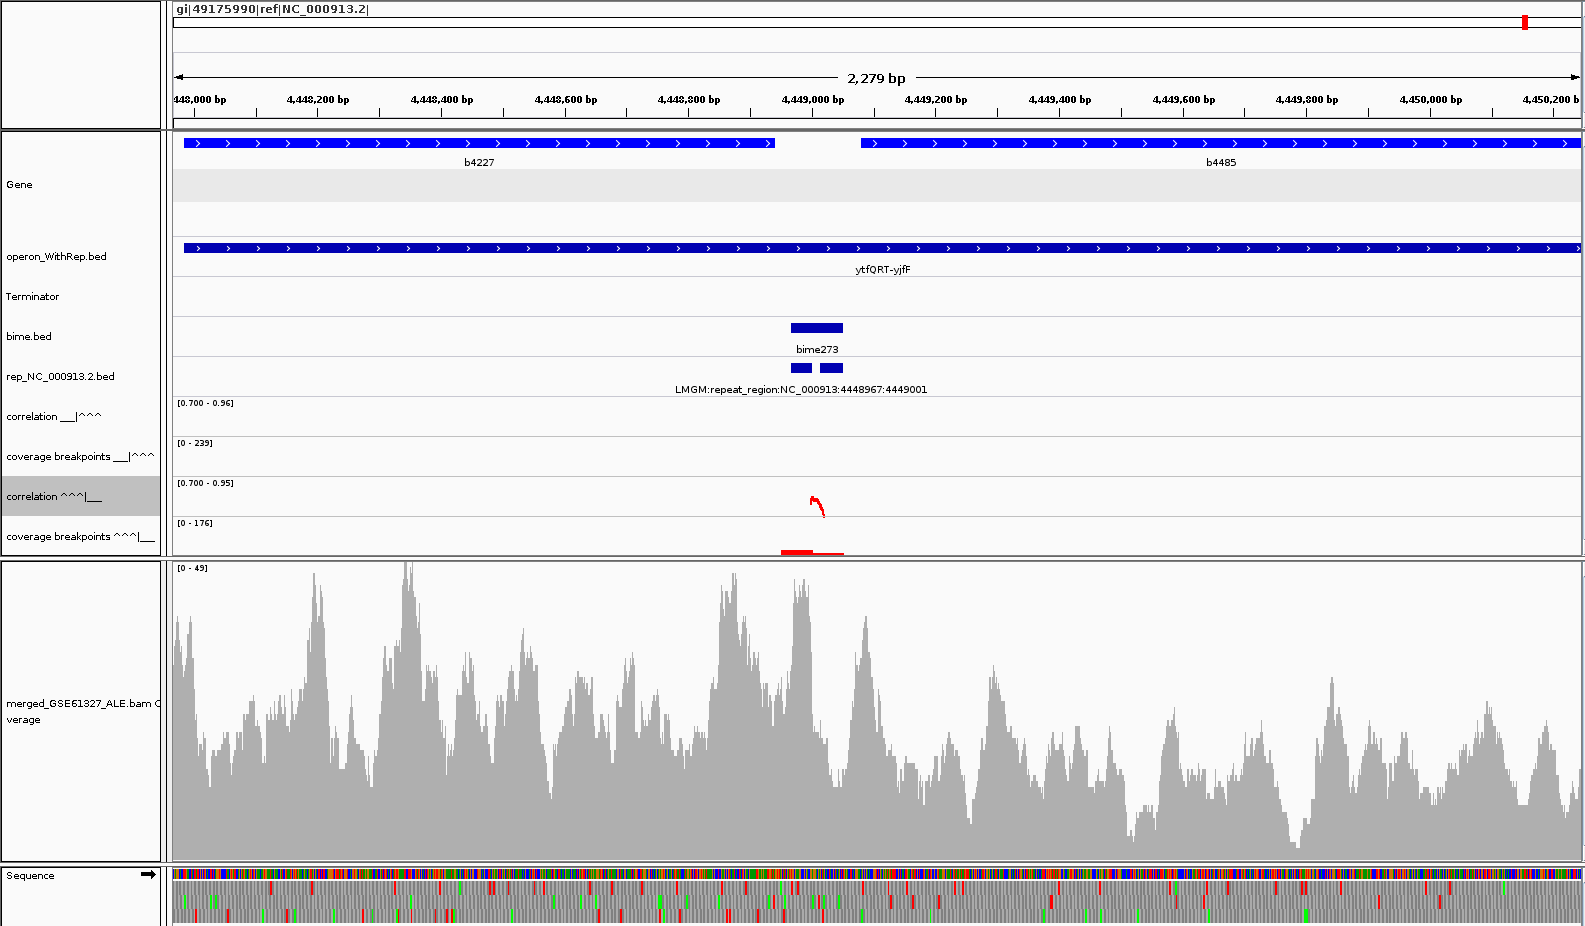 gi|49175990|ref|NC_000913.2|
2,279 bp
448,000 bp 4,448,200 bp 4,448,400 bp 4,448,600 bp 4,448,800 bp 4,449,000 bp 4,449,200 bp 4,449,400 bp 4,449,600 bp 4,449,800 bp 4,450,000 bp 4,450,200 b
b4227 b4485
Gene
operon_WithRep.bed
ytfQRT-yjfF
Terminator
bime.bed
bime273
rep_NC_000913.2.bed
LMGM:repeat_region:NC_000913:4448967:4449001
[0.700 - 0.96]
correlation ___|^^^
[0 - 239]
coverage breakpoints ___|^^^
[0.700 - 0.95]
correlation ^^^|___
[0 - 176]
coverage breakpoints ^^^|___
[0 - 49]
merged_GSE61327_ALE.bam C
verage
Sequence